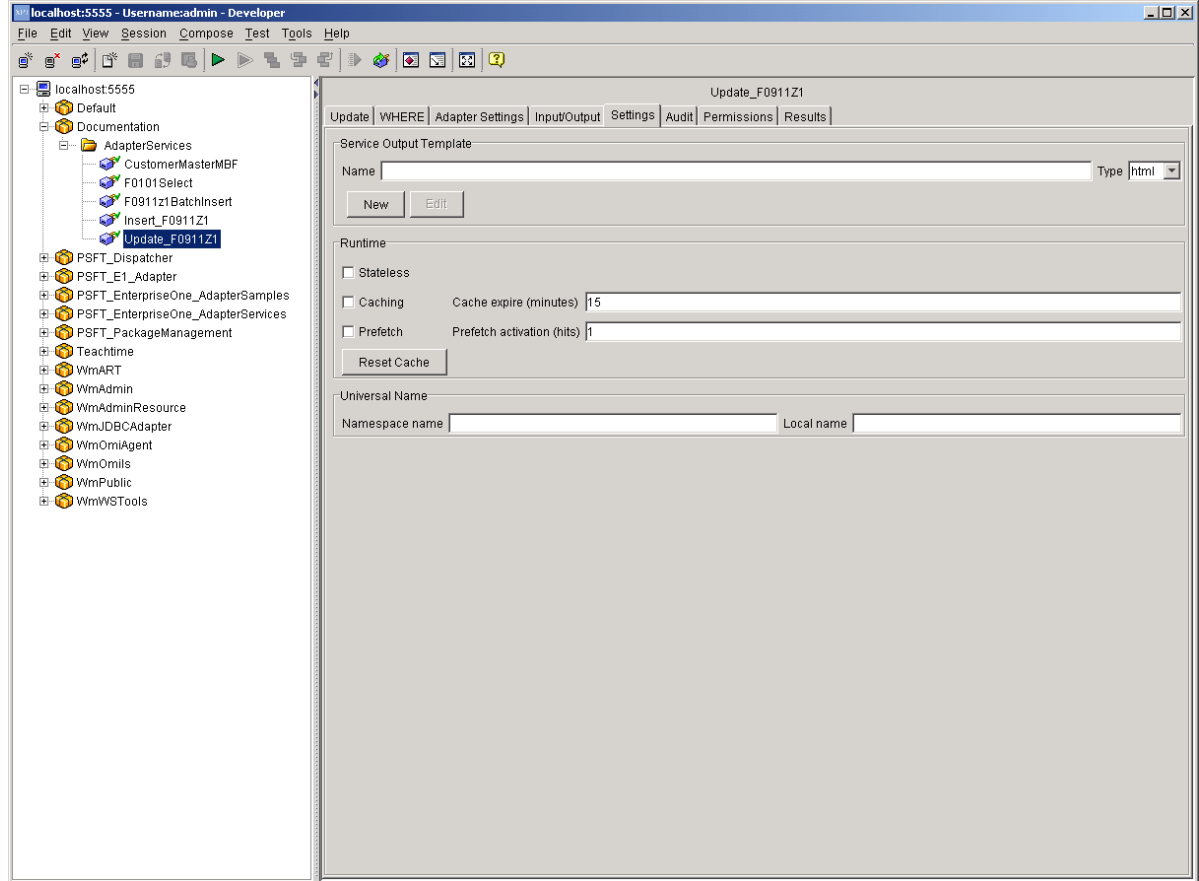 localhost:5555 - Username:admin - Developer
File Edit View Session Compose Test Tools Help
localhost:5555
Default
Documentation
AdapterServices
CustomerMasterMBF
F0101Select
F0911z1BatchInsert
Insert_F0911Z1
Update_F0911Z1
PSFT_Dispatcher
PSFT_E1_Adapter
PSFT_EnterpriseOne_AdapterSamples
PSFT_EnterpriseOne_AdapterServices
PSFT_PackageManagement
Teachtime
WmART
WmAdmin
WmAdminResource
WmJDBCAdapter
WmOmiAgent
WmOmils
WmPublic
WmWSTools
Update_F0911Z1
Update WHERE Adapter Settings Input/Output Settings Audit Permissions Results
Service Output Template
Name Type html
New Edit
Runtime
Stateless
Caching Cache expire (minutes) 15
Prefetch Prefetch activation (hits) 1
Reset Cache
Universal Name
Namespace name Local name